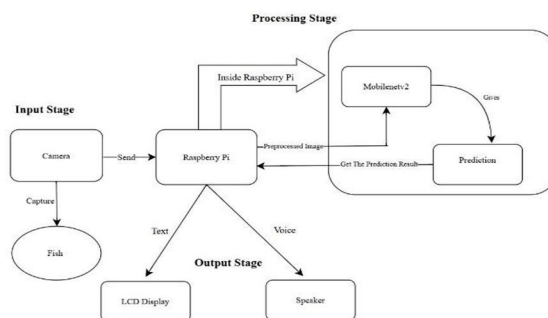 Processing Stage
Inside Raspberry Pi
Mobilenetv2
Gives
Input Stage
Camera
Send
Raspberry Pi
Preprocessed Image
Get The Prediction Result
Prediction
Capture
Fish
Text
Voice
Output Stage
LCD Display
Speaker